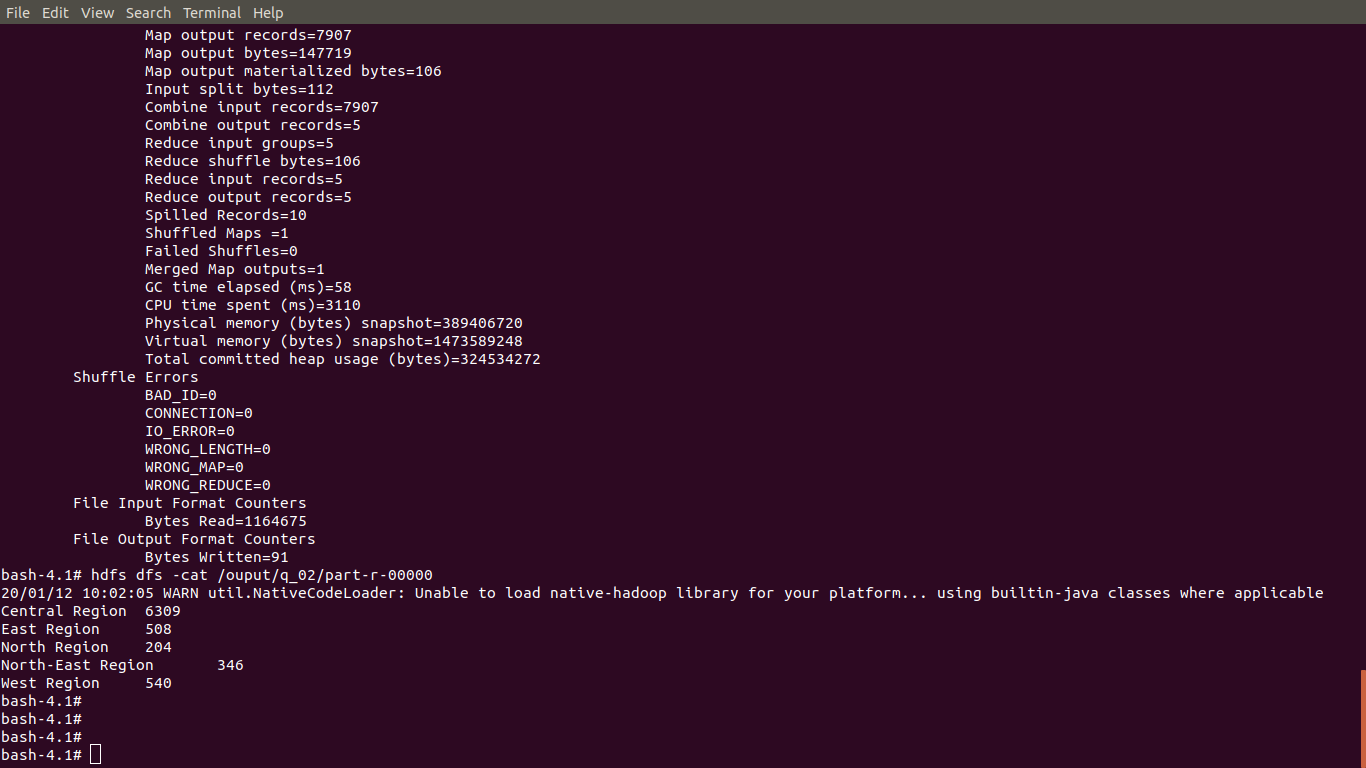 File Edit View Search Terminal Help
Map output records=7907
Map output bytes=147719
Map output materialized bytes=106
Input split bytes=112
Combine input records=7907
Combine output records=5
Reduce input groups=5
Reduce shuffle bytes=106
Reduce input records=5
Reduce output records=5
Spilled Records=10
Shuffled Maps =1
Failed Shuffles=0
Merged Map outputs=1
GC time elapsed (ms)=58
CPU time spent (ms)=3110
Physical memory (bytes) snapshot=389406720
Virtual memory (bytes) snapshot=1473589248
Total committed heap usage (bytes)=324534272
Shuffle Errors
BAD_ID=0
CONNECTION=0
IO_ERROR=0
WRONG_LENGTH=0
WRONG_MAP=0
WRONG_REDUCE=0
File Input Format Counters
Bytes Read=1164675
File Output Format Counters
Bytes Written=91
bash-4.1# hdfs dfs -cat /ouput/q_02/part-r-00000
20/01/12 10:02:05 WARN util.NativeCodeLoader: Unable to load native-hadoop library for your platform... using builtin-java classes where applicable
Central Region 6309
East Region 508
North Region 204
North-East Region 346
West Region 540
bash-4.1#
bash-4.1#
bash-4.1#
bash-4.1#